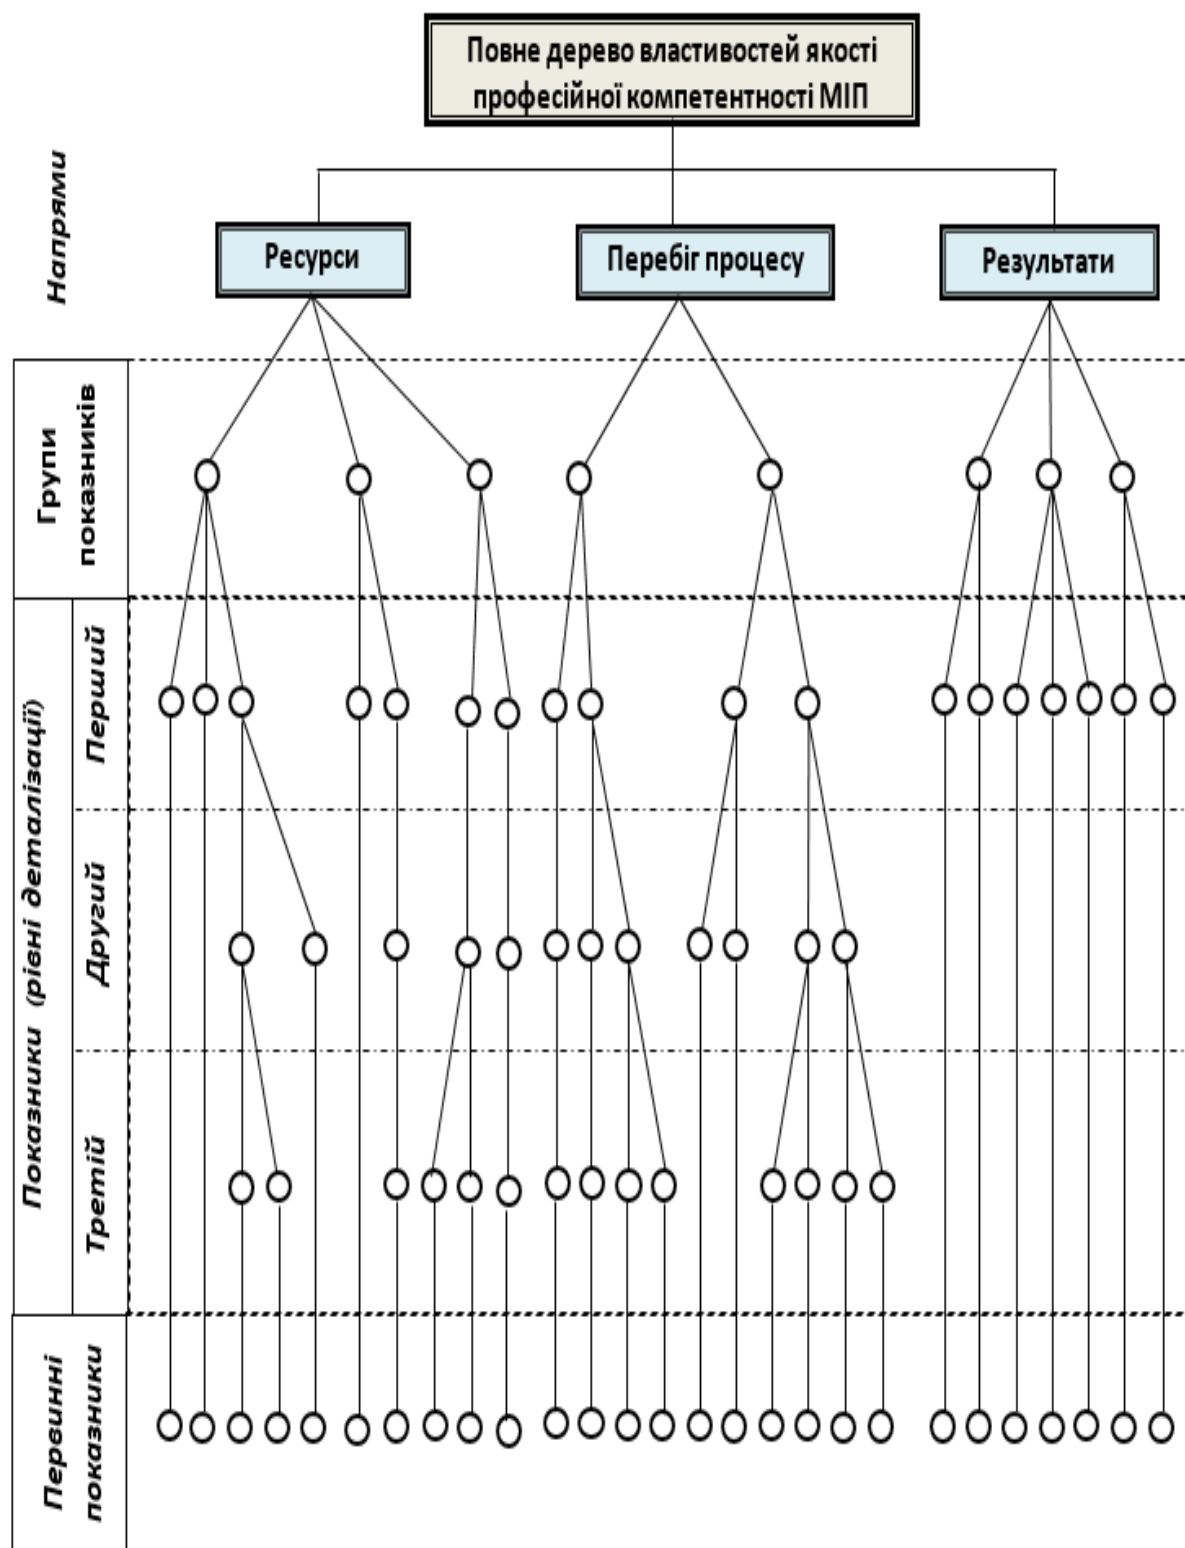 Повне дерево властивостей якості
професійної компетентності МІП
Напрями
Ресурси
Перебіг процесу
Результати
Групи
показників
Показники (рівні деталізації)
Перший
Другий
Третій
Первинні
показники